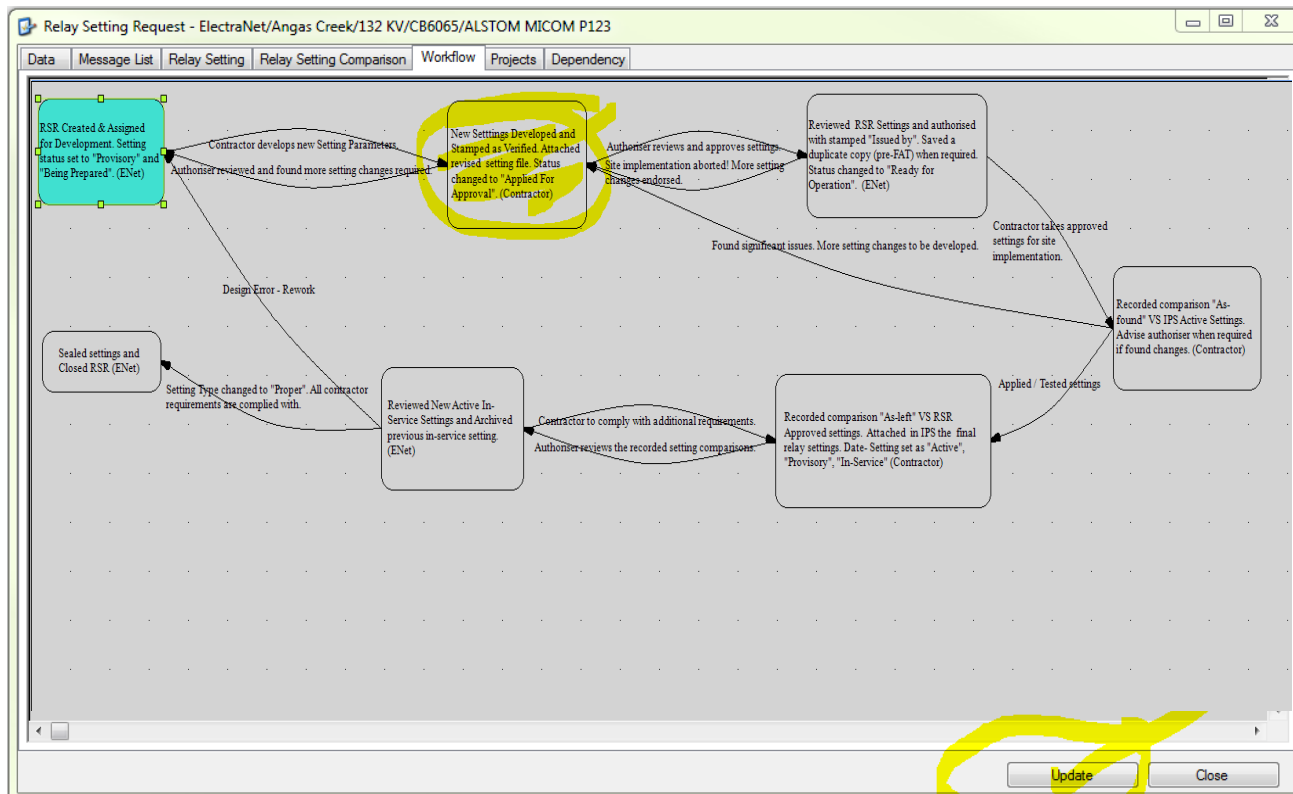 Relay Setting Request - ElectraNet/Angas Creek/132 KV/CB6065/ALSTOM MICOM P123
Data
Message List
Relay Setting
Relay Setting Comparison
Workflow
Projects
Dependency
RSR Created & Assigned
for Development. Setting
status set to "Provisory" and
"Being Prepared". (ENet)
Contractor develops new Setting Parameters.
Authoriser reviewed and found more setting changes required.
New Setttings Developed and
Stamped as Verified. Attached
revised setting file. Status
changed to "Applied For
Approval". (Contractor)
Authoriser reviews and approves settings.
Site implementation aborted! More setting
changes endorsed.
Reviewed RSR Settings and authorised
with stamped "Issued by". Saved a
duplicate copy (pre-FAT) when required.
Status changed to "Ready for
Operation". (ENet)
Contractor takes approved
settings for site
implementation.
Found significant issues. More setting changes to be developed.
Recorded comparison "As-
found" VS IPS Active Settings.
Advise authoriser when required
if found changes. (Contractor)
Design Error - Rework
Sealed settings and
Closed RSR (ENet)
Setting Type changed to "Proper". All contractor
requirements are complied with.
Reviewed New Active In-
Service Settings and Archived
previous in-service setting.
(ENet)
Contractor to comply with additional requirements.
Authoriser reviews the recorded setting comparisons.
Recorded comparison "As-left" VS RSR
Approved settings. Attached in IPS the final
relay settings. Date- Setting set as "Active",
"Provisory", "In-Service" (Contractor)
Applied / Tested settings
Update
Close